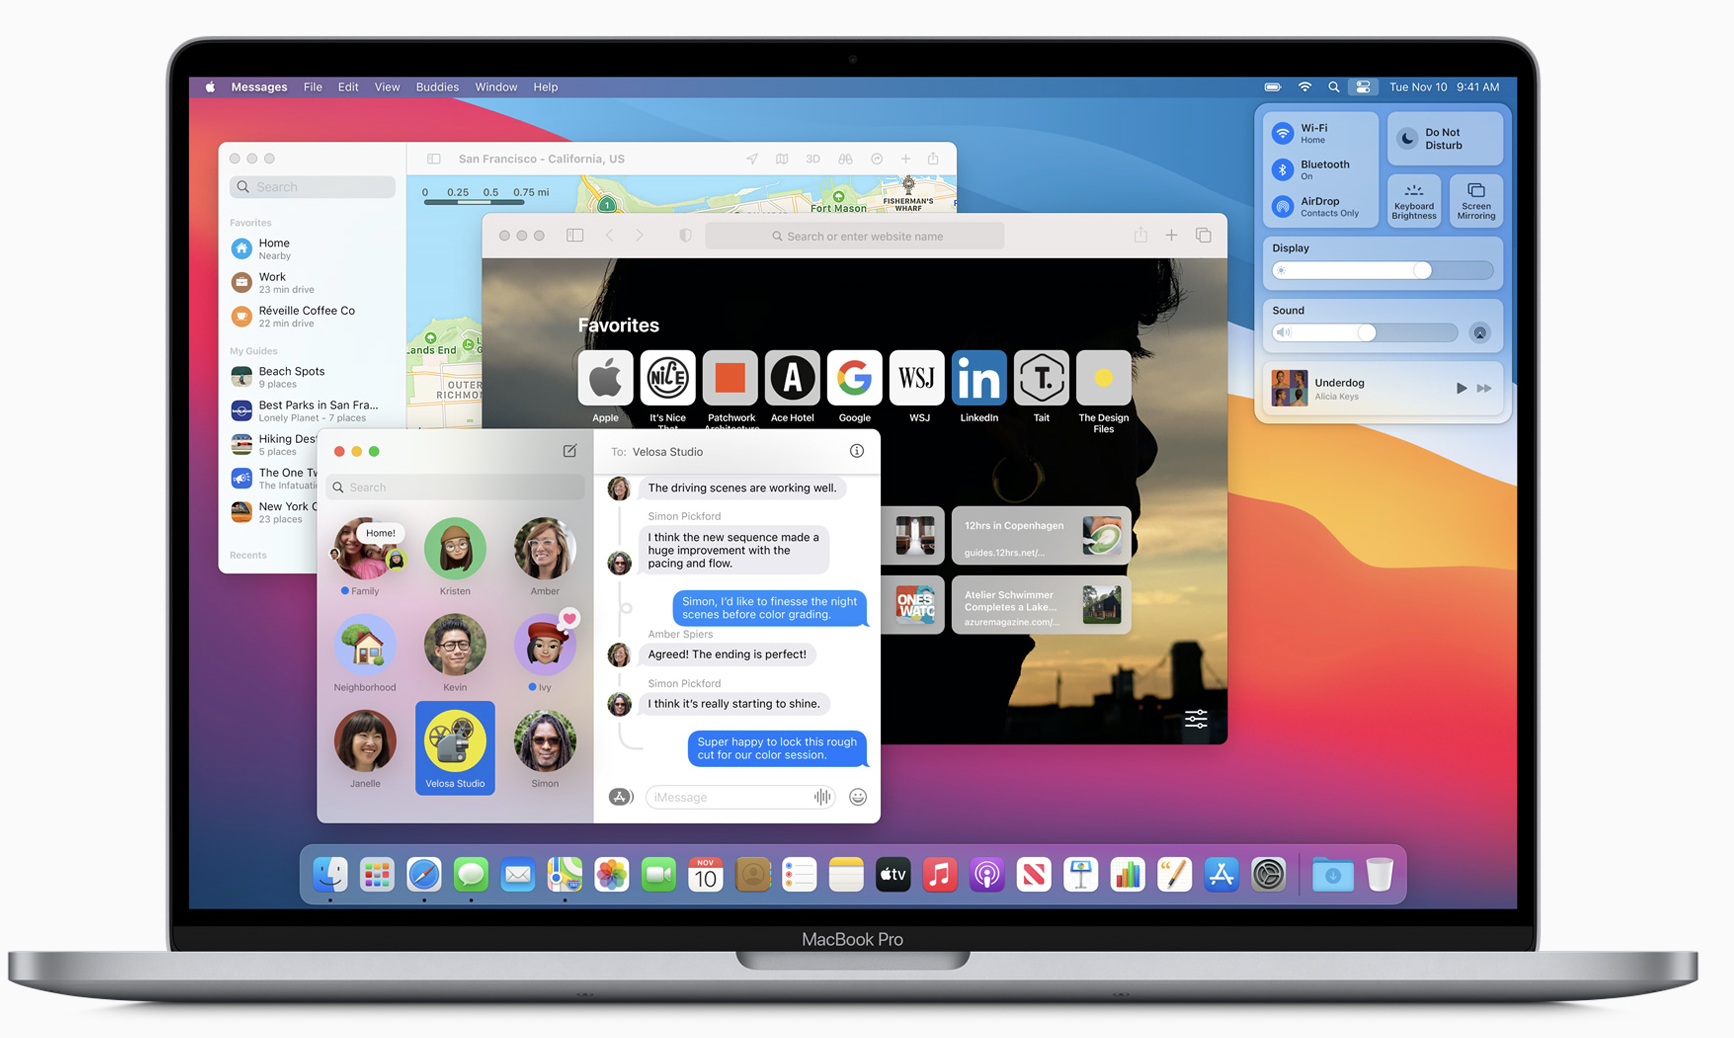 Messages File Edit View Buddies Window Help
Tue Nov 10 9:41 AM
San Francisco - California, US
3D
Search
Favorites
Home
Nearby
Work
23 min drive
Réveille Coffee Co
22 min drive
My Guides
Beach Spots
9 places
Best Parks in San Fra...
Lonely Planet - 7 places
Hiking Des
5 places
The One Tw
The Infatuati
New York C
23 places
Recents
0 0.25 0.5 0.75 mi
1
Fort Mason
FISHERMAN'S
WHARF
Lands End
OUTER
RICHMON
Search or enter website name
Favorites
NICE
A
G
WSJ
in
T.
Apple
It's Nice
That
Patchwork
Architecture
Ace Hotel
Google
WSJ
LinkedIn
Tait
The Design
Files
12hrs in Copenhagen
guides.12hrs.net/...
ONES
WATC
Atelier Schwimmer
Completes a Lake...
azuremagazine.com/...
Search
Home!
Family
Kristen
Amber
Neighborhood
Kevin
Ivy
Janelle
Velosa Studio
Simon
To: Velosa Studio
The driving scenes are working well.
Simon Pickford
I think the new sequence made a
huge improvement with the
pacing and flow.
Simon, I'd like to finesse the night
scenes before color grading.
Amber Spiers
Agreed! The ending is perfect!
Simon Pickford
I think it's really starting to shine.
Super happy to lock this rough
cut for our color session.
iMessage
Wi-Fi
Home
Bluetooth
On
AirDrop
Contacts Only
Do Not
Disturb
Keyboard
Brightness
Screen
Mirroring
Display
Sound
Underdog
Alicia Keys
NOV
10
tv
MacBook Pro